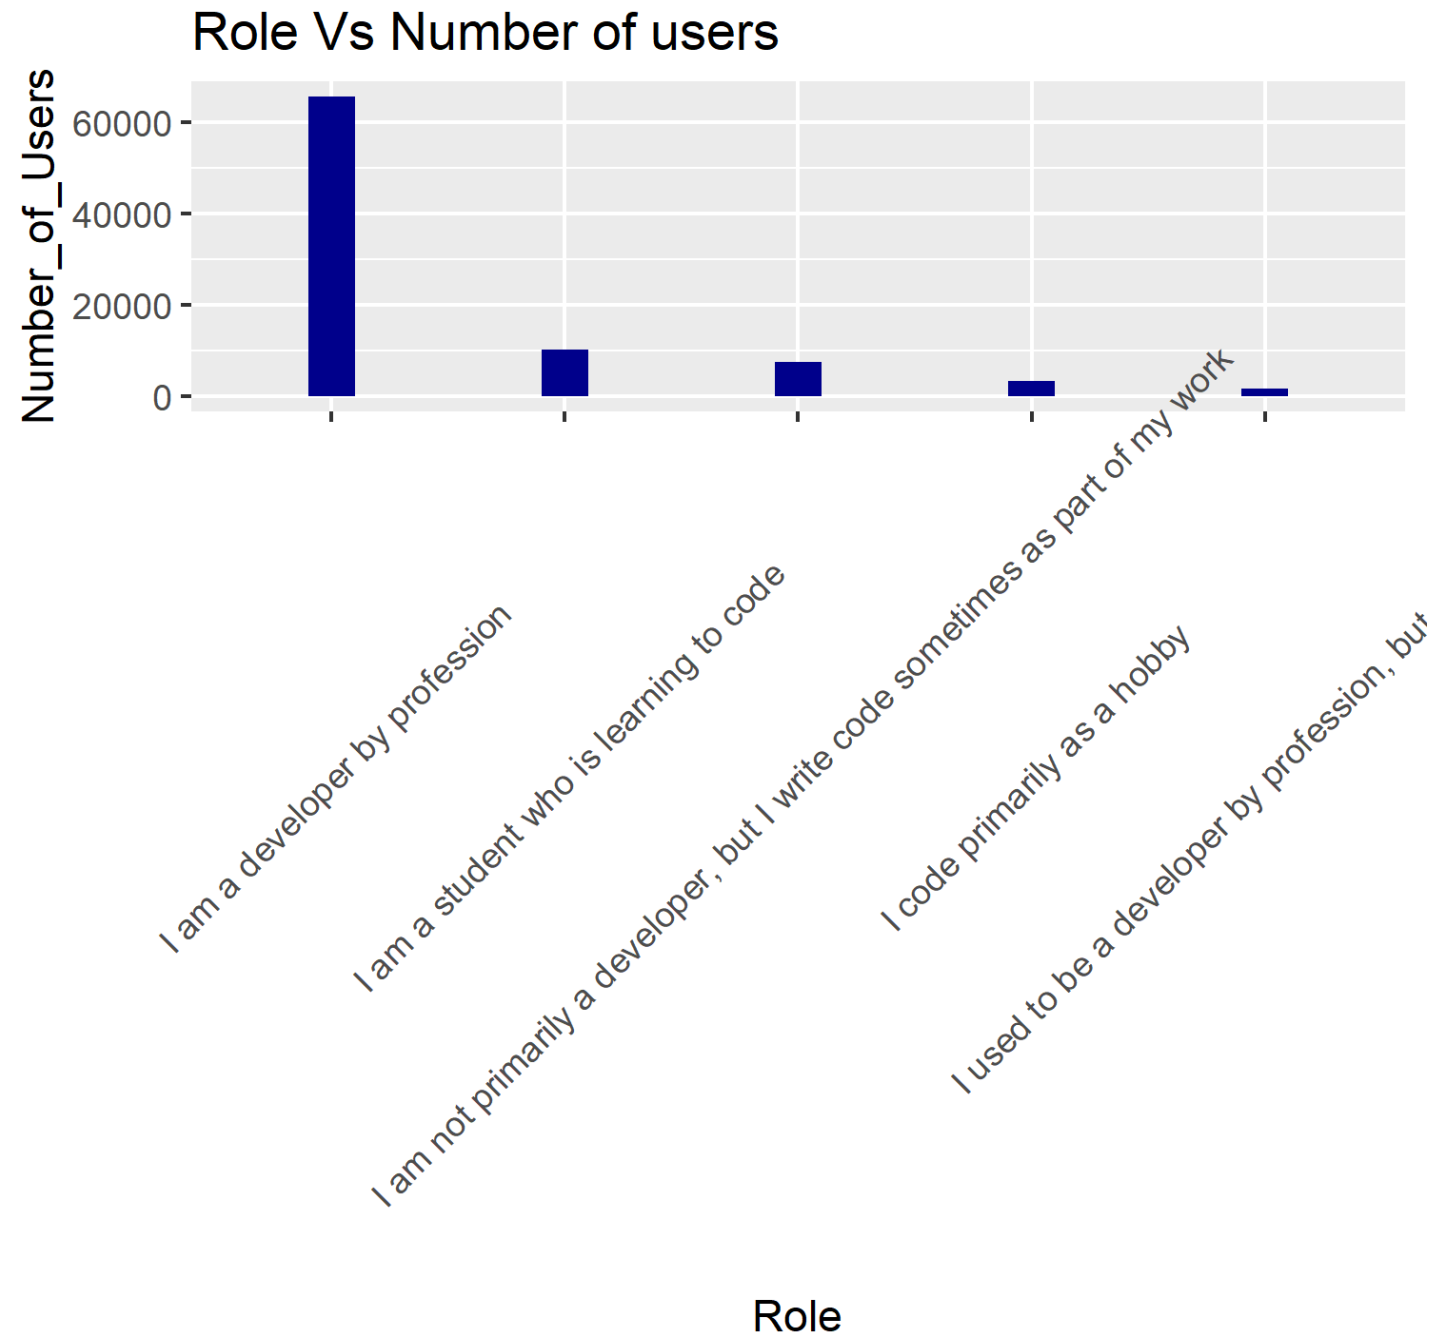 Role Vs Number of users
Number_of_Users
60000
40000
20000
0
I am a developer by profession
I am a student who is learning to code
I am not primarily a developer, but I write code sometimes as part of my work
I code primarily as a hobby
I used to be a developer by profession, but
Role